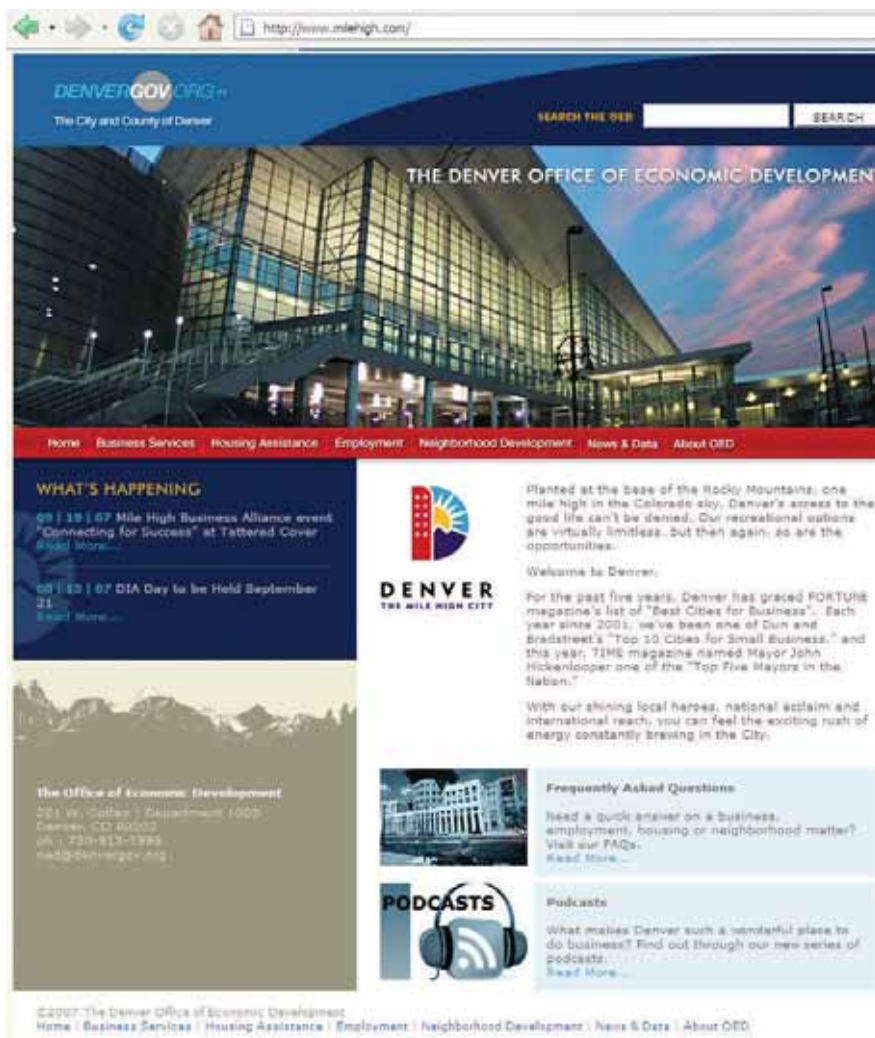 http://www.milehigh.com/
DENVERGOV.ORG
The City and County of Denver
SEARCH THE OED
SEARCH
THE DENVER OFFICE OF ECONOMIC DEVELOPMENT
Home Business Services Housing Assistance Employment Neighborhood Development News & Data About OED
WHAT'S HAPPENING
09 | 19 | 07 Mile High Business Alliance event
"Connecting for Success" at Tattered Cover
Read More...
| 07 DIA Day to be Held September
21
Read More...
The Office of Economic Development
201 W. Colfax | Department
Denver, CO 80202
DENVER
THE MILE HIGH CITY
Planted at the base of the Rocky Mountains, one
mile high in the Colorado sky, Denver's access to the
good life can't be denied. Our recreational options
are virtually limitless, but then again, so are the
opportunities.
Welcome to Denver.
For the past five years, Denver has graced FORTUNE
magazine's list of "Best Cities for Business". Each
year since 2001, we've been one of Dun and
Bradstreet's "Top 10 Cities for Small Business," and
this year, TIME magazine named Mayor John
Hickenlooper one of the "Top Five Mayors in the
Nation."
With our shining local heroes, national acclaim and
international reach, you can feel the exciting rush of
energy constantly brewing in the City.
Frequently Asked Questions
Need a quick answer on a business,
employment, housing or neighborhood matter?
Visit our FAQs.
Read More...
PODCASTS
Podcasts
What makes Denver such a wonderful place to
do business? Find out through our new series of
podcasts.
Read More...
©2007 The Denver Office of Economic Development
Home | Business Services | Housing Assistance | Employment | Neighborhood Development | News & Data | About OED